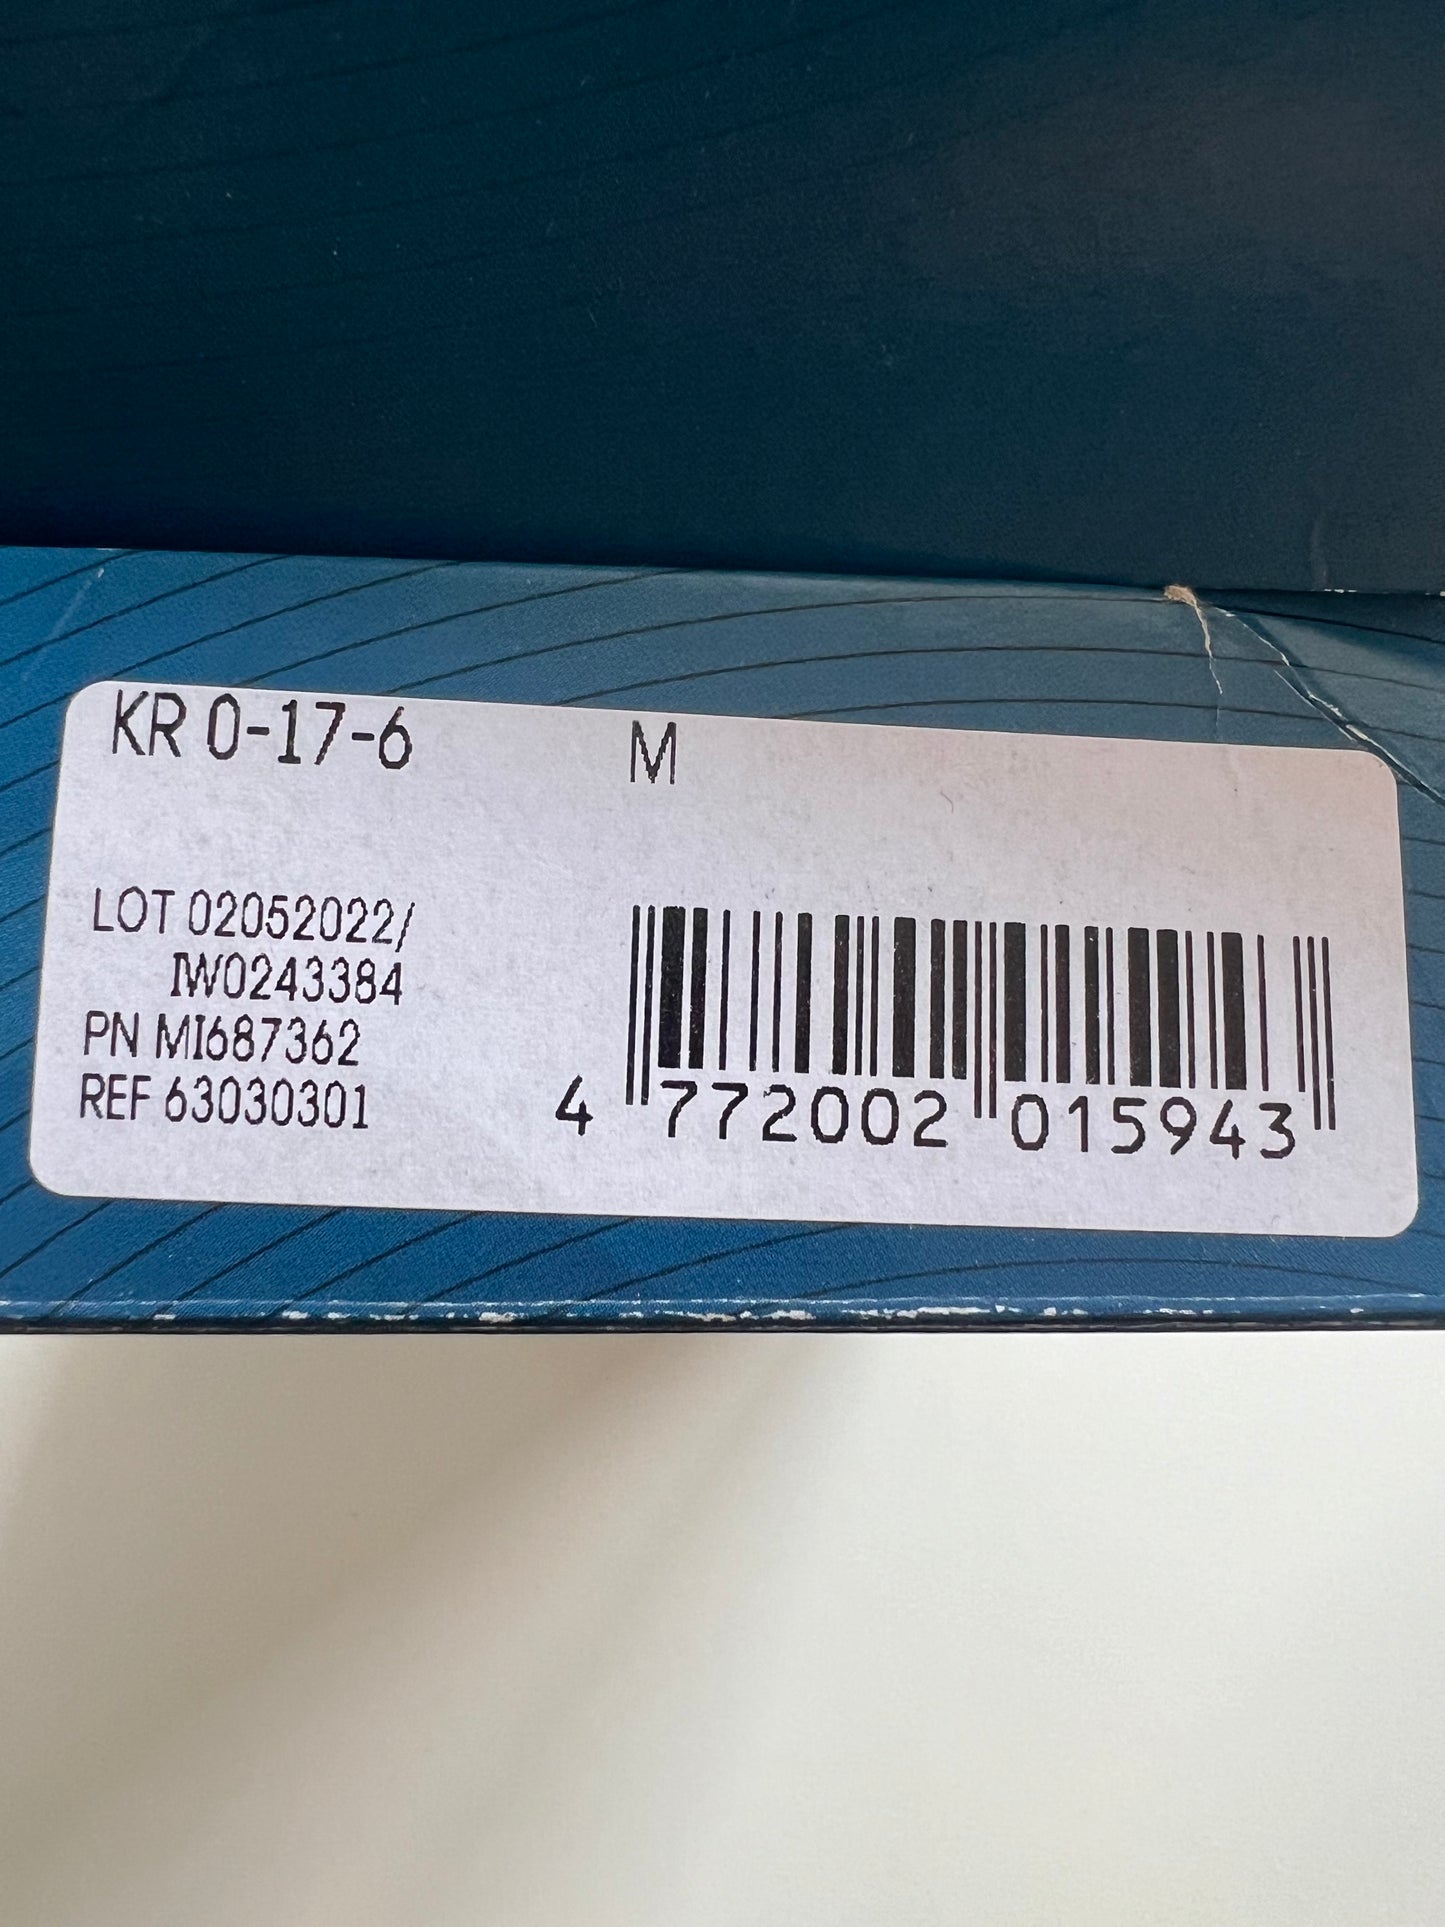 KR 0-17-6 M
LOT 02052022/
IW0243384
PN MI687362
REF 63030301
4 772002 015943